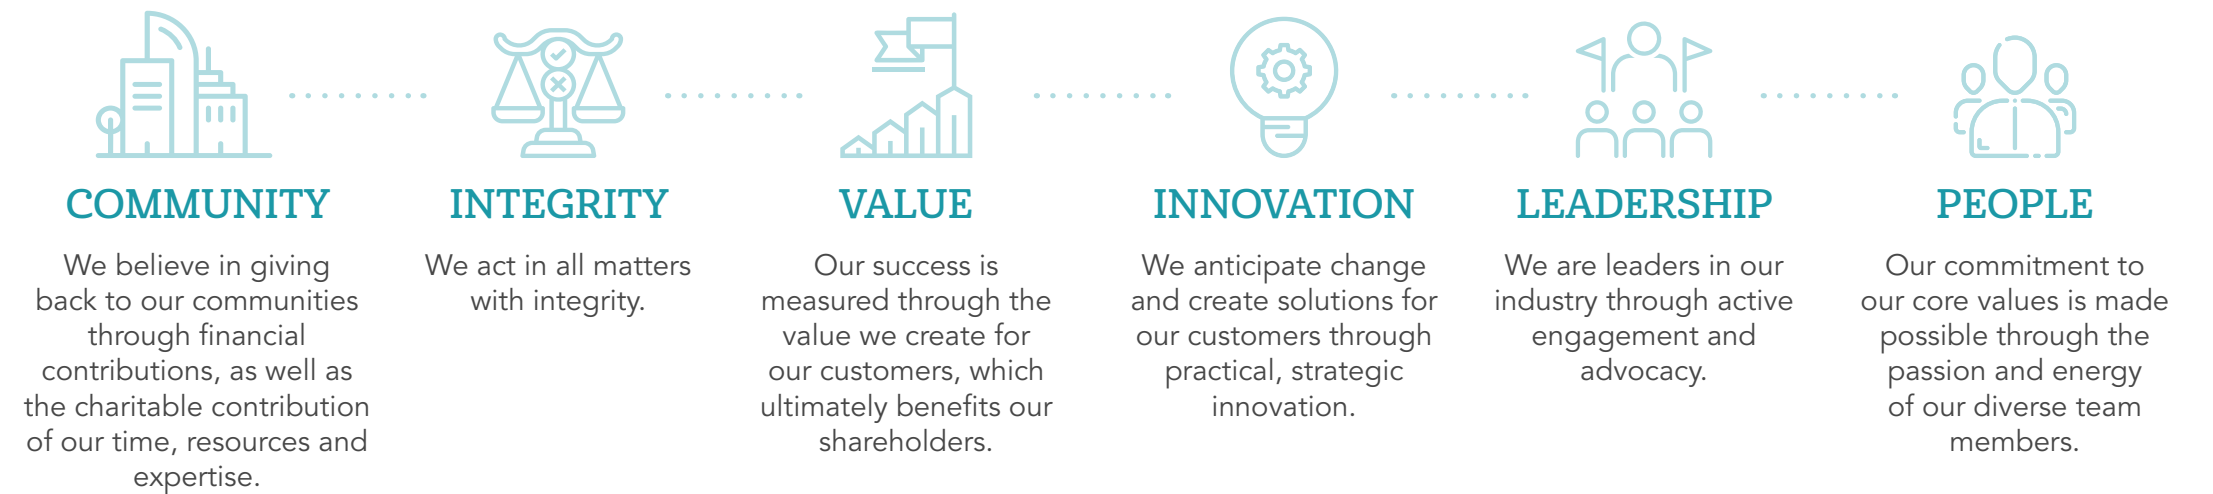 COMMUNITY
We believe in giving
back to our communities
through financial
contributions, as well as
the charitable contribution
of our time, resources and
expertise.
INTEGRITY
We act in all matters
with integrity.
VALUE
Our success is
measured through the
value we create for
our customers, which
ultimately benefits our
shareholders.
INNOVATION
We anticipate change
and create solutions for
our customers through
practical, strategic
innovation.
LEADERSHIP
We are leaders in our
industry through active
engagement and
advocacy.
PEOPLE
Our commitment to
our core values is made
possible through the
passion and energy
of our diverse team
members.